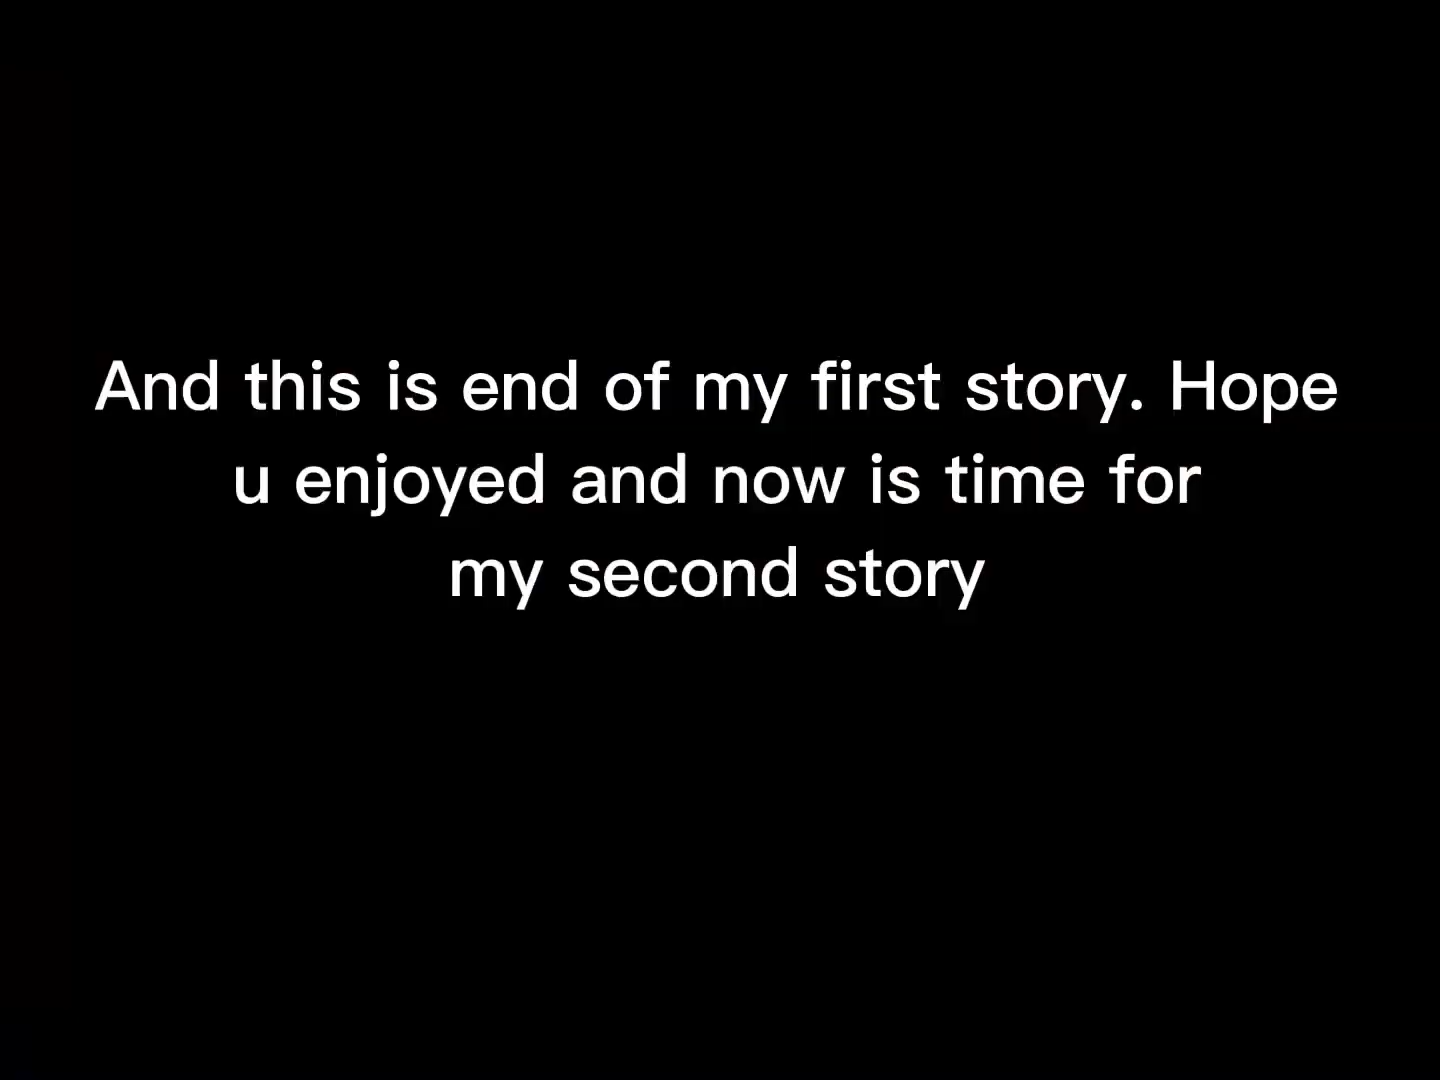 And this is end of my first story. Hope
u enjoyed and now is time for
my second story